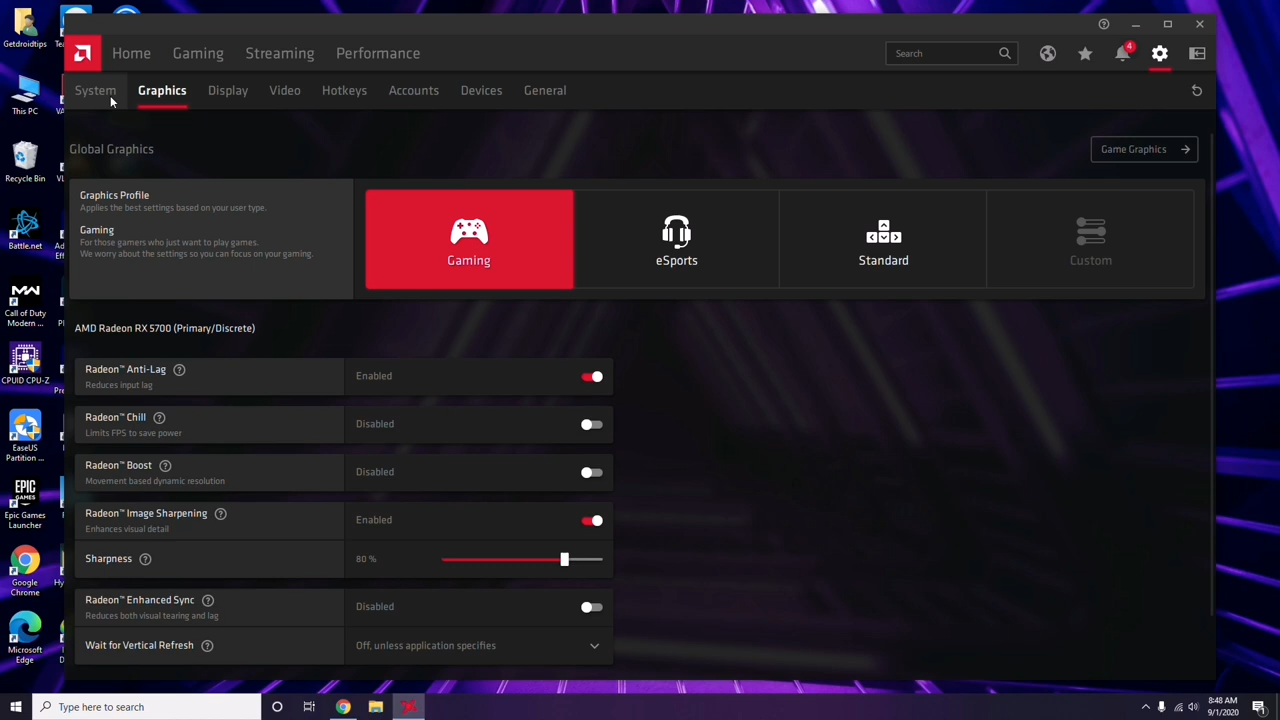 Getdroidtips
This PC
Recycle Bin
Battle.net
Call of Duty
Modern ...
CPUID CPU-Z
EaseUS
Partition ...
Epic Games
Launcher
Google
Chrome
Microsoft
Edge
Home
Gaming
Streaming
Performance
Search
4
System
Graphics
Display
Video
Hotkeys
Accounts
Devices
General
Global Graphics
Game Graphics
Graphics Profile
Applies the best settings based on your user type.
Gaming
For those gamers who just want to play games.
We worry about the settings so you can focus on your gaming.
Gaming
eSports
Standard
Custom
AMD Radeon RX 5700 (Primary/Discrete)
Radeon™ Anti-Lag
Reduces input lag
Enabled
Radeon™ Chill
Limits FPS to save power
Disabled
Radeon™ Boost
Movement based dynamic resolution
Disabled
Radeon™ Image Sharpening
Enhances visual detail
Enabled
Sharpness
80 %
Radeon™ Enhanced Sync
Reduces both visual tearing and lag
Disabled
Wait for Vertical Refresh
Off, unless application specifies
Type here to search
8:48 AM
9/1/2020
1